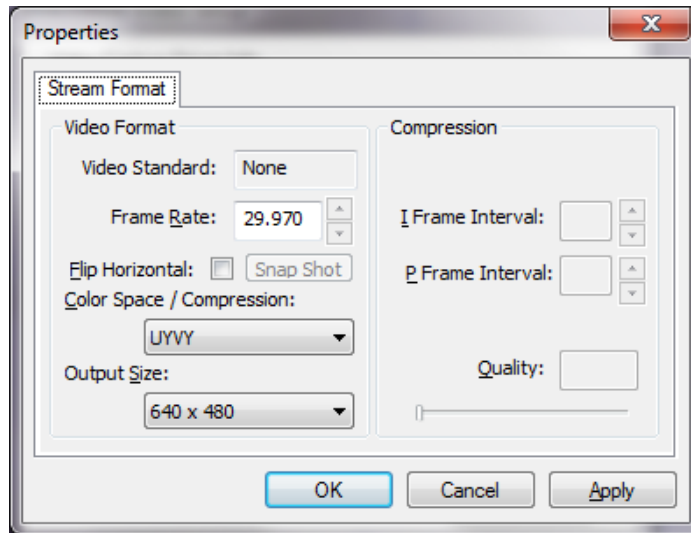 Properties
Stream Format
Video Format
Video Standard: None
Frame Rate: 29.970
Flip Horizontal: Snap Shot
Color Space / Compression:
UYVY
Output Size:
640 x 480
Compression
I Frame Interval:
P Frame Interval:
Quality:
OK Cancel Apply